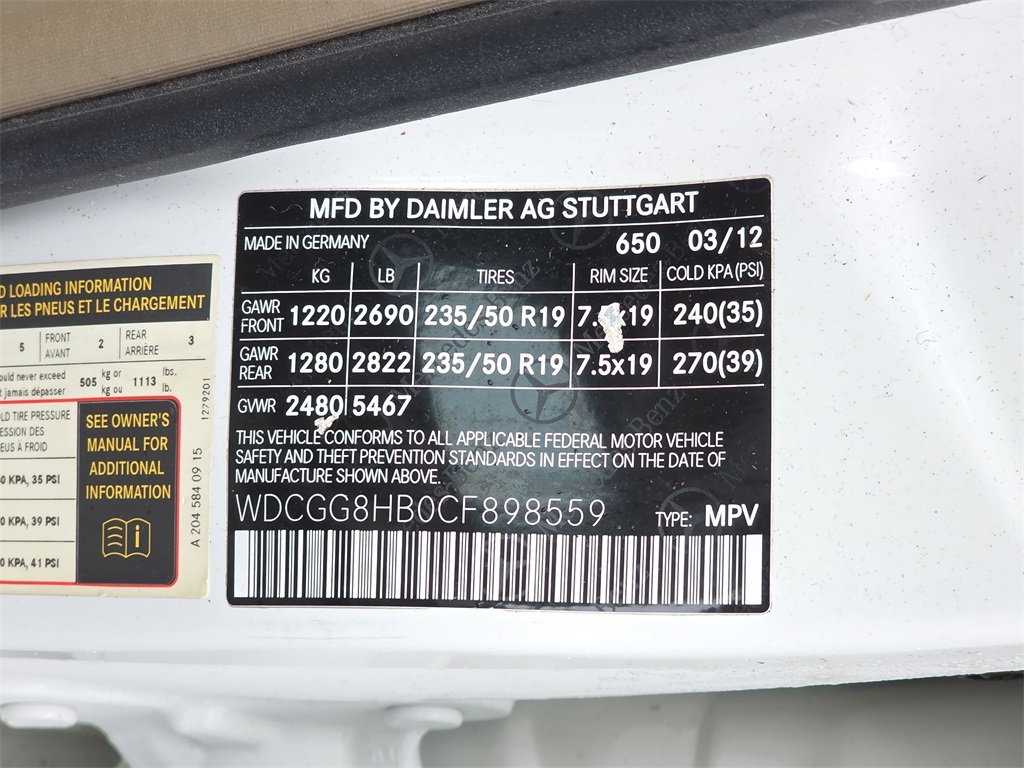 MFD BY DAIMLER AG STUTTGART
MADE IN GERMANY 650 03/12
KG LB TIRES RIM SIZE COLD KPA (PSI)
GAWR FRONT 1220 2690 235/50 R19 x19 240(35)
GAWR REAR 1280 2822 235/50 R19 7.5x19 270(39)
GVWR 2480 5467
THIS VEHICLE CONFORMS TO ALL APPLICABLE FEDERAL MOTOR VEHICLE
SAFETY AND THEFT PREVENTION STANDARDS IN EFFECT ON THE DATE OF
MANUFACTURE SHOWN ABOVE.
WDCGG8HB0CF898559 TYPE: MPV
LOADING INFORMATION
LES PNEUS ET LE CHARGEMENT
5 FRONT AVANT 2 REAR ARRIÈRE 3
never exceed 505 kg or 1113 lbs.
jamais dépasser kg ou lb.
TIRE PRESSURE
DES
À FROID
KPA, 35 PSI
KPA, 39 PSI
KPA, 41 PSI
SEE OWNER'S
MANUAL FOR
ADDITIONAL
INFORMATION
A 204 584 09 15
1279201
Mercedes-Benz